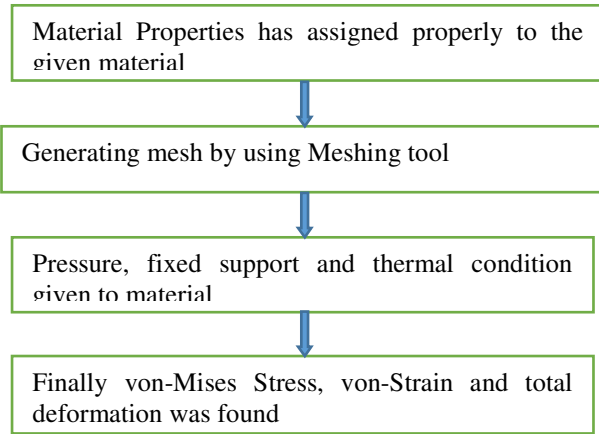 Material Properties has assigned properly to the
given material
Generating mesh by using Meshing tool
Pressure, fixed support and thermal condition
given to material
Finally von-Mises Stress, von-Strain and total
deformation was found